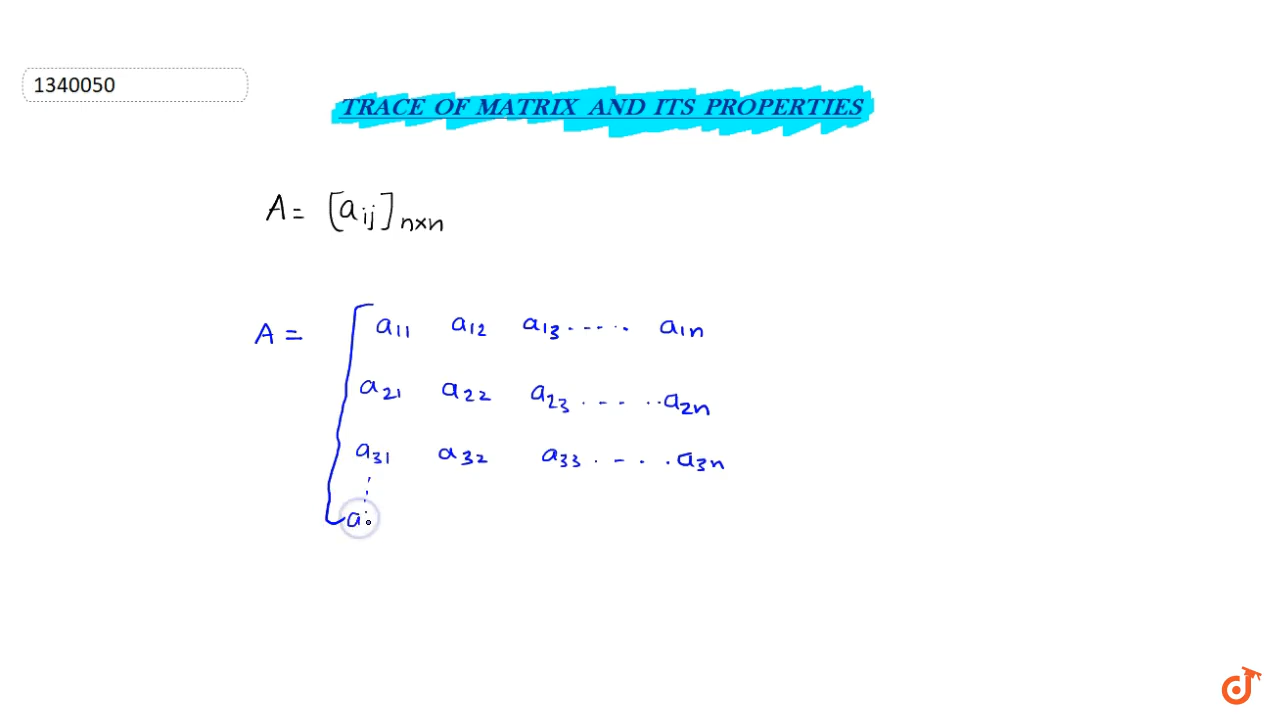 1340050
TRACE OF MATRIX AND ITS PROPERTIES
A = [aij]n×n
A = [ a11 a12 a13 ..... a1n
a21 a22 a23 ..... a2n
a31 a32 a33 ..... a3n
a